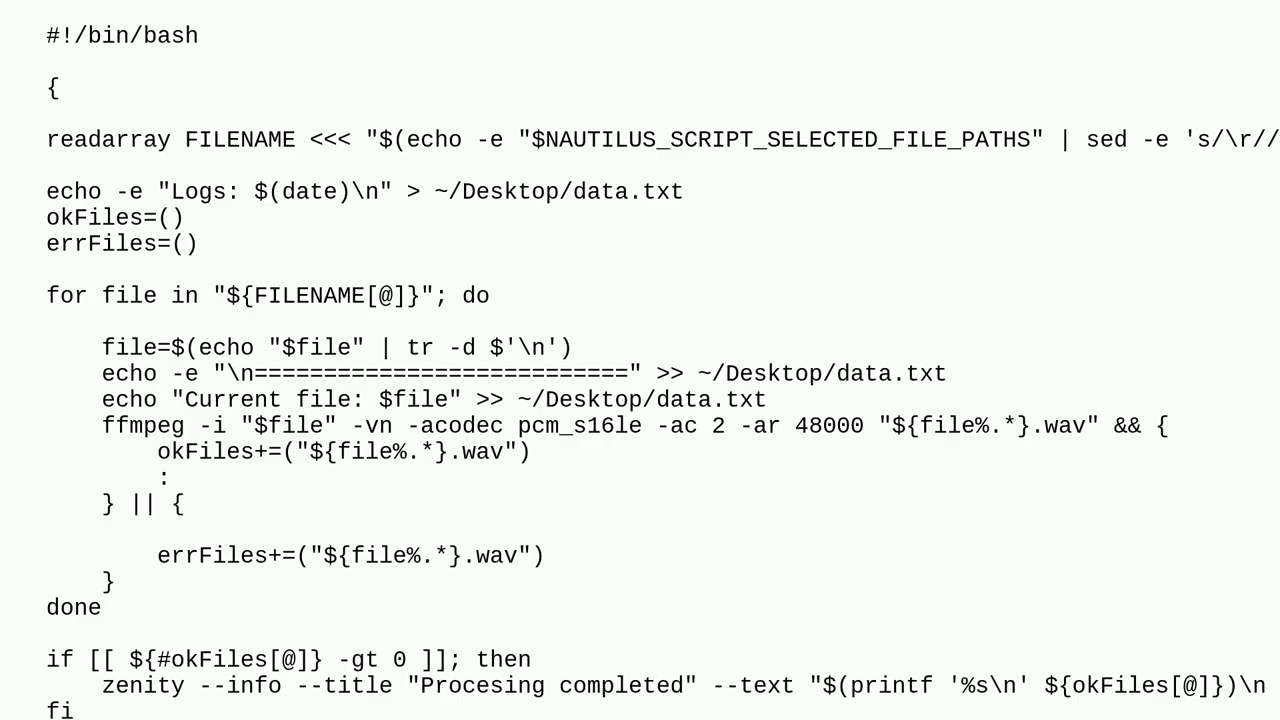 #!/bin/bash
{
readarray FILENAME <<< "$(echo -e "$NAUTILUS_SCRIPT_SELECTED_FILE_PATHS" | sed -e 's/\r//
echo -e "Logs: $(date)\n" > ~/Desktop/data.txt
okFiles=()
errFiles=()
for file in "${FILENAME[@]}"; do
file=$(echo "$file" | tr -d $'\n')
echo -e "\n===========================" >> ~/Desktop/data.txt
echo "Current file: $file" >> ~/Desktop/data.txt
ffmpeg -i "$file" -vn -acodec pcm_s16le -ac 2 -ar 48000 "${file%.*}.wav" && {
okFiles+=("${file%.*}.wav")
:
} || {
errFiles+=("${file%.*}.wav")
}
done
if [[ ${#okFiles[@]} -gt 0 ]]; then
zenity --info --title "Procesing completed" --text "$(printf '%s\n' ${okFiles[@]})\n
fi